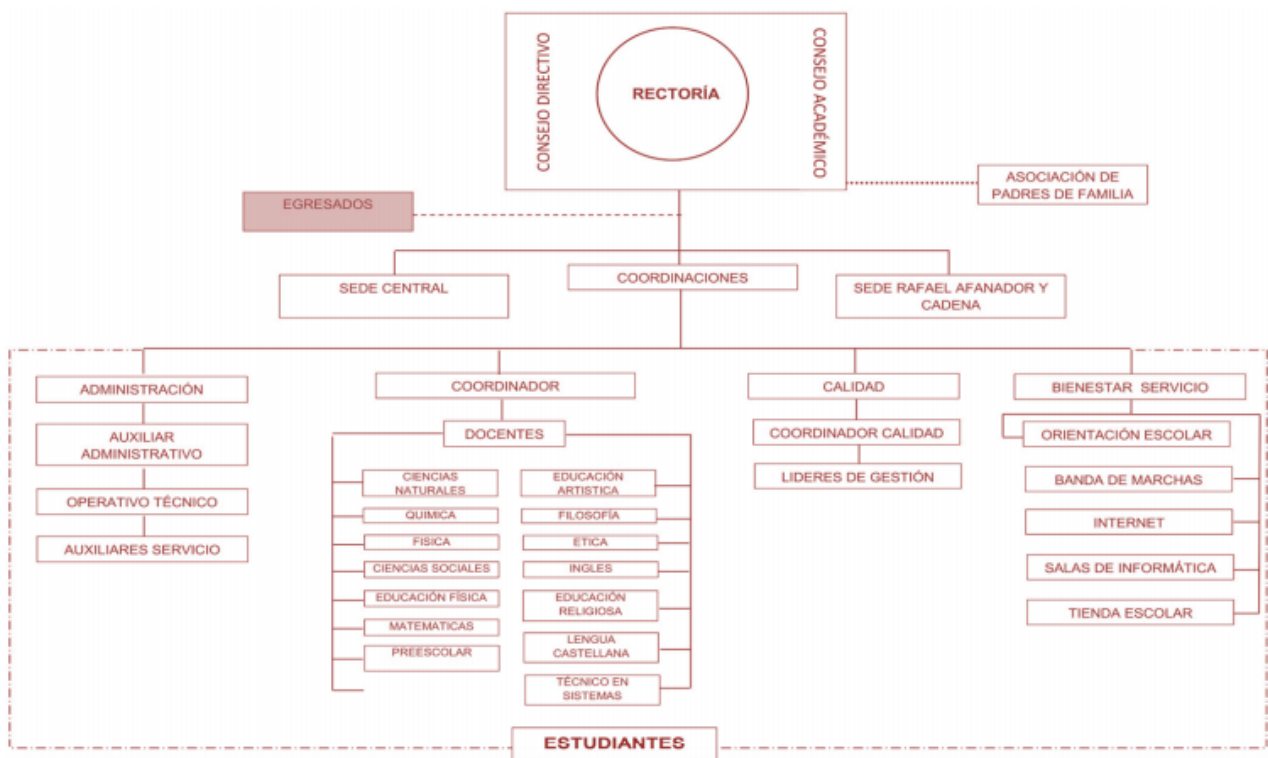 CONSEJO DIRECTIVO
RECTORÍA
CONSEJO ACADÉMICO
ASOCIACIÓN DE
PADRES DE FAMILIA
EGRESADOS
SEDE CENTRAL
COORDINACIONES
SEDE RAFAEL AFANADOR Y
CADENA
ADMINISTRACIÓN
AUXILIAR
ADMINISTRATIVO
OPERATIVO TÉCNICO
AUXILIARES SERVICIO
COORDINADOR
DOCENTES
CIENCIAS
NATURALES
QUIMICA
FISICA
CIENCIAS SOCIALES
EDUCACIÓN FÍSICA
MATEMATICAS
PREESCOLAR
EDUCACIÓN
ARTISTICA
FILOSOFÍA
ETICA
INGLES
EDUCACIÓN
RELIGIOSA
LENGUA
CASTELLANA
TÉCNICO EN
SISTEMAS
CALIDAD
COORDINADOR CALIDAD
LIDERES DE GESTIÓN
BIENESTAR SERVICIO
ORIENTACIÓN ESCOLAR
BANDA DE MARCHAS
INTERNET
SALAS DE INFORMÁTICA
TIENDA ESCOLAR
ESTUDIANTES